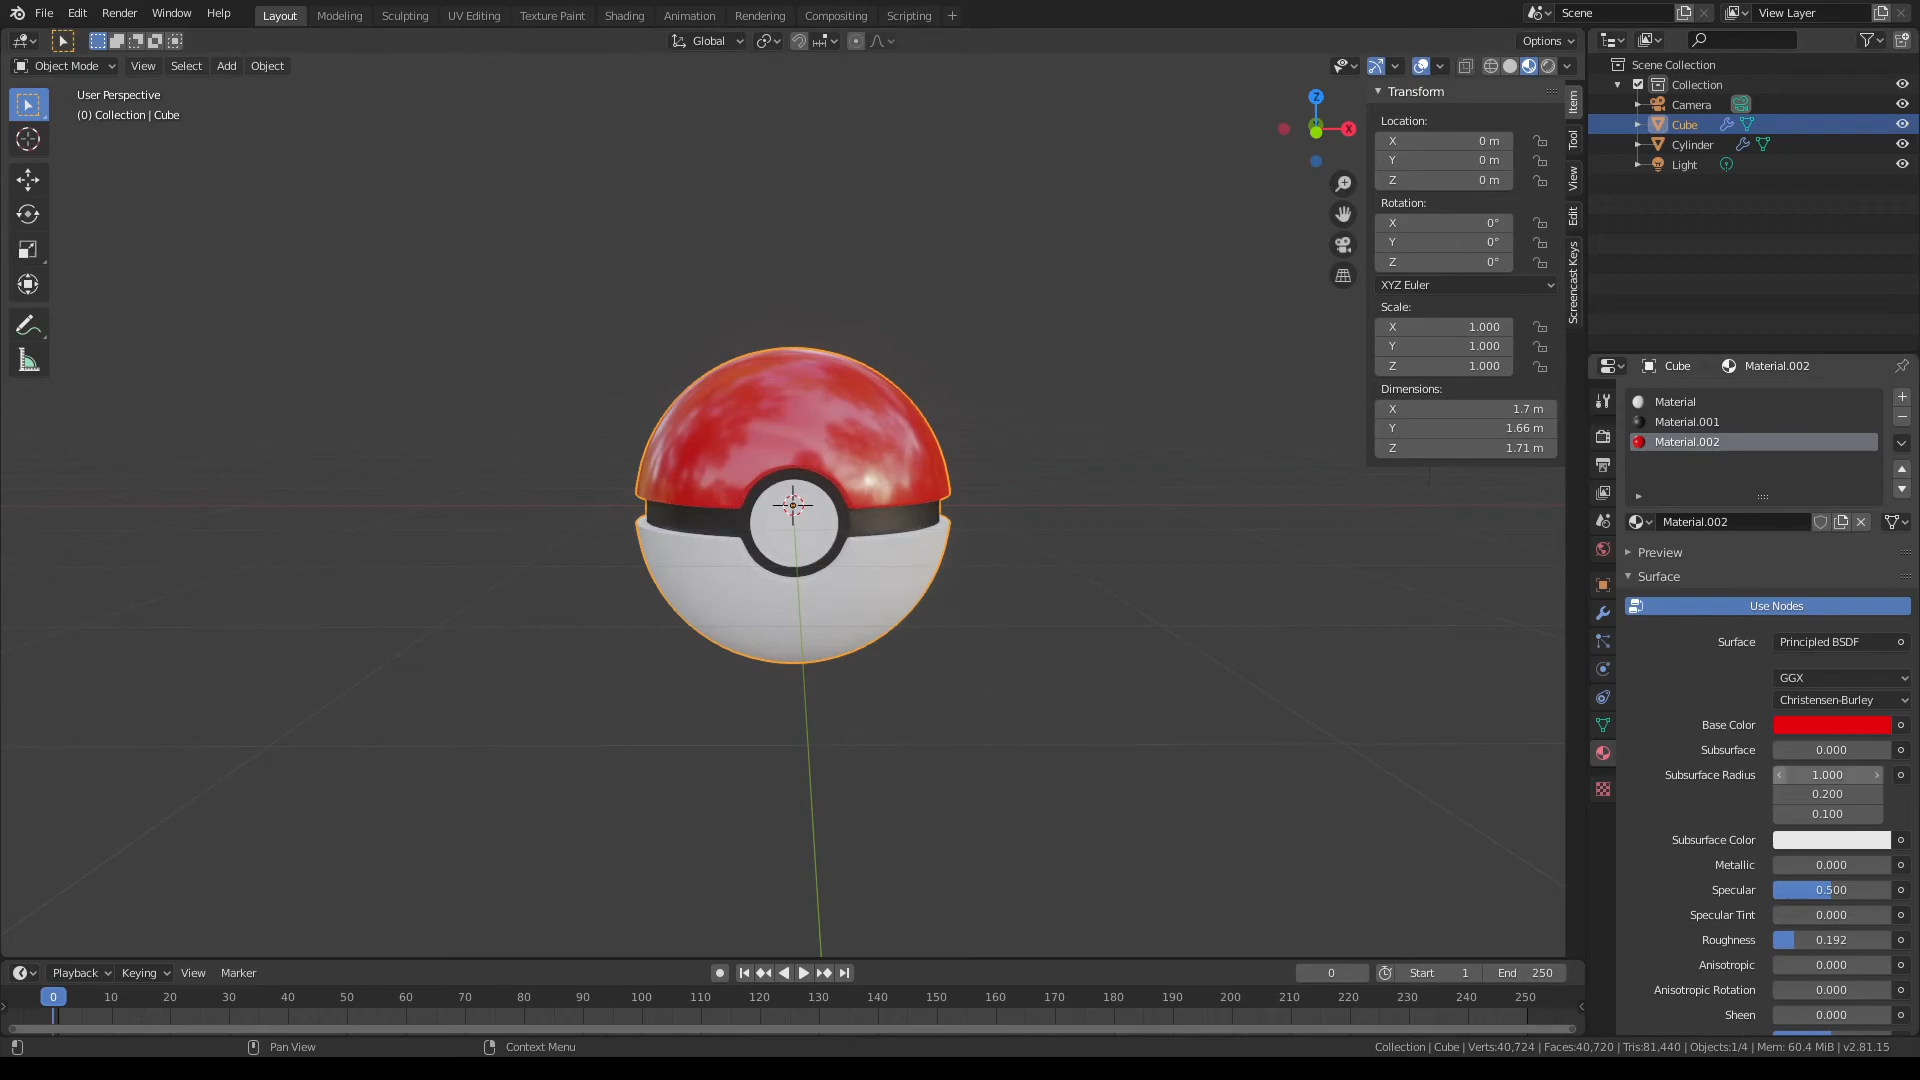 File Edit Render Window Help Layout Modeling Sculpting UV Editing Texture Paint Shading Animation Rendering Compositing Scripting + Scene View Layer
Global Options
Object Mode View Select Add Object
User Perspective
(0) Collection | Cube
Z
X
Transform
Location:
X 0 m
Y 0 m
Z 0 m
Rotation:
X 0°
Y 0°
Z 0°
XYZ Euler
Scale:
X 1.000
Y 1.000
Z 1.000
Dimensions:
X 1.7 m
Y 1.66 m
Z 1.71 m
Item
Tool
View
Edit
Screencast Keys
Scene Collection
Collection
Camera
Cube
Cylinder
Light
Cube Material.002
Material
Material.001
Material.002
Material.002
Preview
Surface
Use Nodes
Surface Principled BSDF
GGX
Christensen-Burley
Base Color
Subsurface 0.000
Subsurface Radius 1.000
0.200
0.100
Subsurface Color
Metallic 0.000
Specular 0.500
Specular Tint 0.000
Roughness 0.192
Anisotropic 0.000
Anisotropic Rotation 0.000
Sheen 0.000
Playback Keying View Marker 0 Start 1 End 250
0 10 20 30 40 50 60 70 80 90 100 110 120 130 140 150 160 170 180 190 200 210 220 230 240 250
Pan View Context Menu Collection | Cube | Verts:40,724 | Faces:40,720 | Tris:81,440 | Objects:1/4 | Mem: 60.4 MiB | v2.81.15